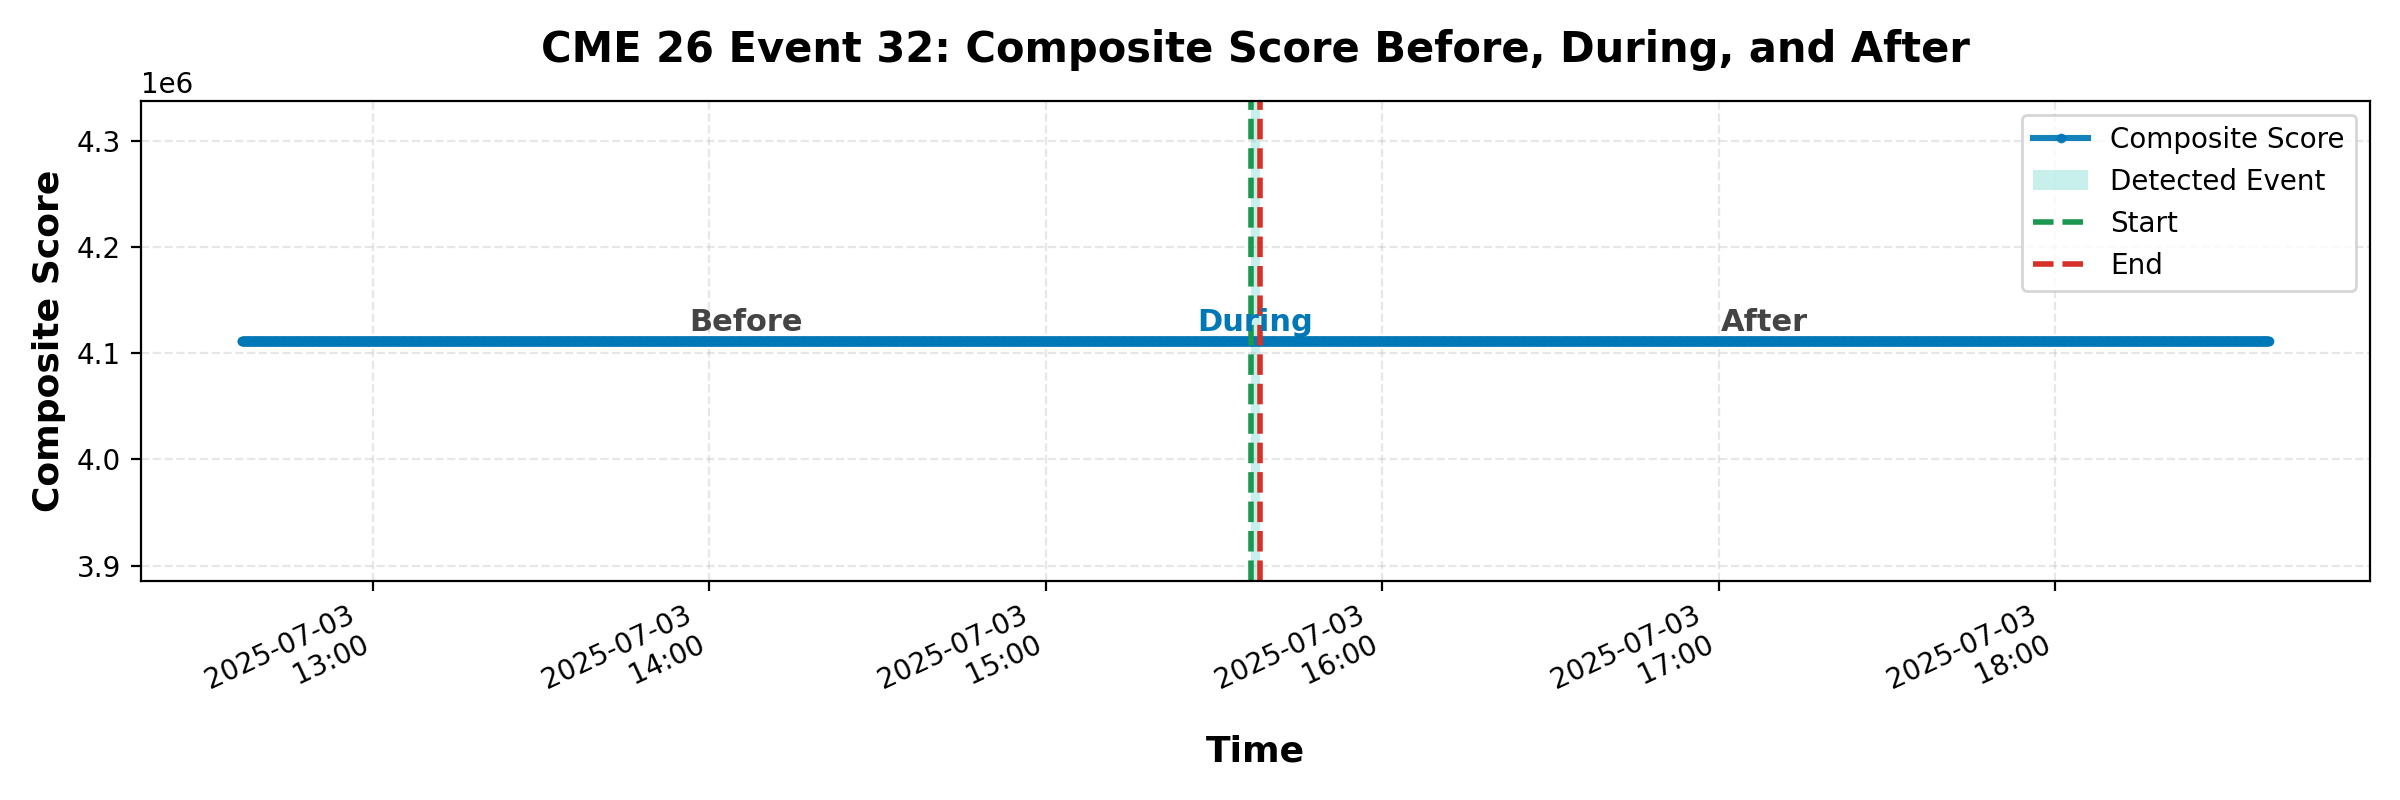 CME 26 Event 32: Composite Score Before, During, and After
1e6
Composite Score
4.3
4.2
4.1
4.0
3.9
Before
During
After
Composite Score
Detected Event
Start
End
2025-07-03
13:00
2025-07-03
14:00
2025-07-03
15:00
2025-07-03
16:00
2025-07-03
17:00
2025-07-03
18:00
Time